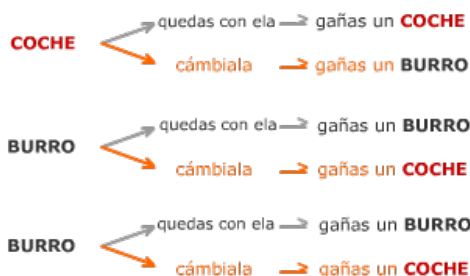 quedas con ela gañas un COCHE
COCHE
cámbiala gañas un BURRO
quedas con ela gañas un BURRO
BURRO
cámbiala gañas un COCHE
quedas con ela gañas un BURRO
BURRO
cámbiala gañas un COCHE